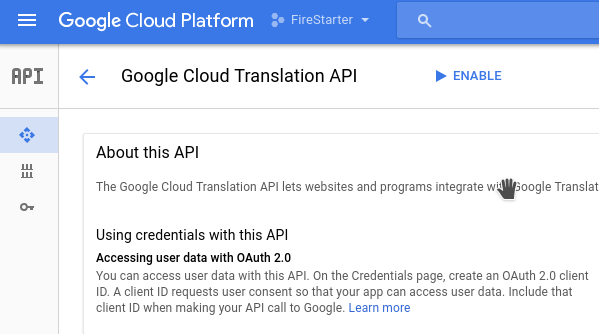 Google Cloud Platform
FireStarter
API
Google Cloud Translation API
ENABLE
About this API
The Google Cloud Translation API lets websites and programs integrate Google
Using credentials with this API
Accessing user data with OAuth 2.0
You can access user data with this API. On the Credentials page, create an OAuth 2.0 client
ID. A client ID requests user consent so that your app can access user data. Include that
client ID when making your API call to Google. Learn more